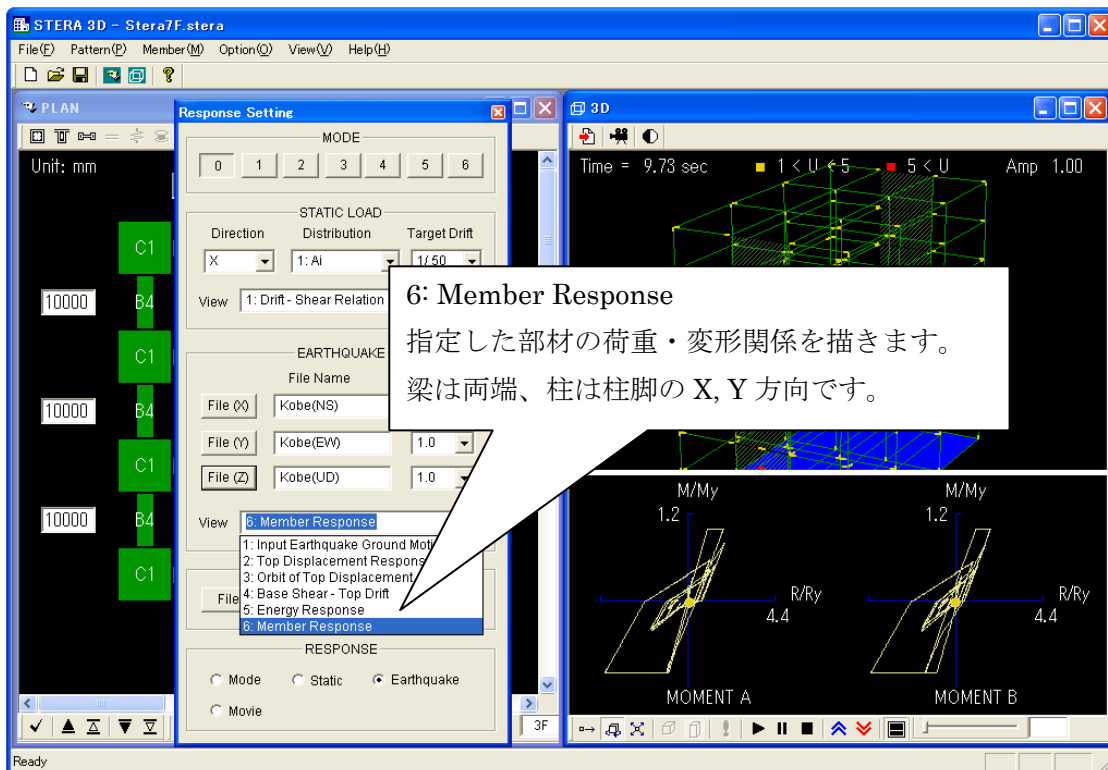 STERA 3D - Stera7F.stera
File(F) Pattern(P) Member(M) Option(O) View(V) Help(H)
PLAN
Unit: mm
C1
10000 B4
C1
10000 B4
C1
10000 B4
C1
3F
Ready
Response Setting
MODE
0 1 2 3 4 5 6
STATIC LOAD
Direction Distribution Target Drift
X 1: Ai 1/ 50
View 1: Drift - Shear Relation
EARTHQUAKE
File Name
File (X) Kobe(NS)
File (Y) Kobe(EW) 1.0
File (Z) Kobe(UD) 1.0
View 6: Member Response
1: Input Earthquake Ground Moti
2: Top Displacement Respons
3: Orbit of Top Displacement
4: Base Shear - Top Drift
5: Energy Response
6: Member Response
File
RESPONSE
Mode Static Earthquake
Movie
6: Member Response
指定した部材の荷重・変形関係を描きます。
梁は両端、柱は柱脚の X, Y 方向です。
3D
Time = 9.73 sec 1 < U < 5 5 < U Amp 1.00
M/My M/My
1.2 1.2
R/Ry R/Ry
4.4 4.4
MOMENT A MOMENT B